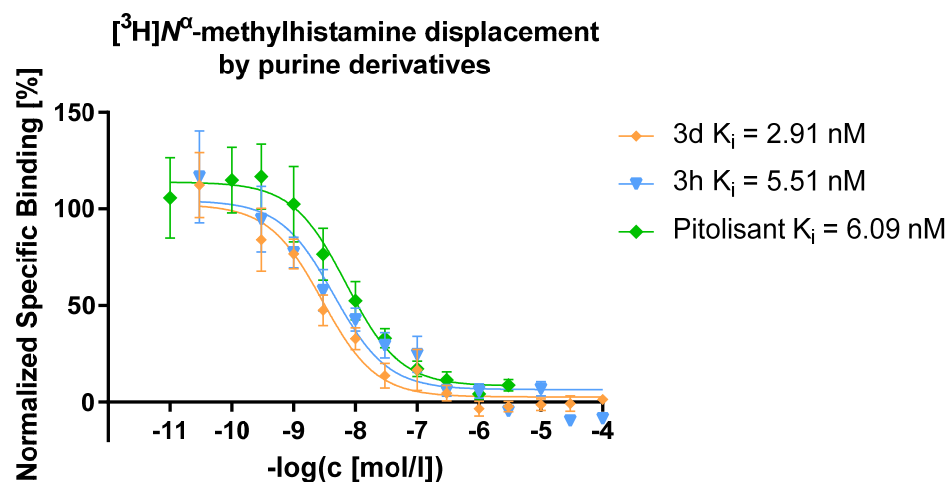 [³H]Nᵅ-methylhistamine displacement
by purine derivatives
Normalized Specific Binding [%]
150
100
50
0
-11 -10 -9 -8 -7 -6 -5 -4
-log(c [mol/l])
3d Kᵢ = 2.91 nM
3h Kᵢ = 5.51 nM
Pitolisant Kᵢ = 6.09 nM